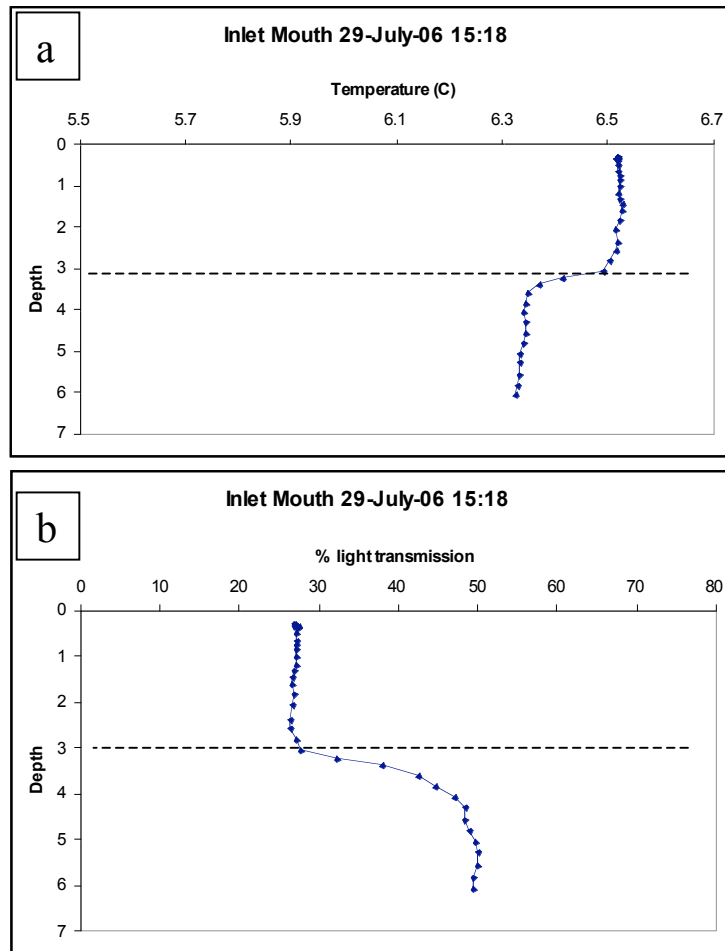 a
Inlet Mouth 29-July-06 15:18
Temperature (C)
5.5 5.7 5.9 6.1 6.3 6.5 6.7
0
1
2
3
4
5
6
7
Depth
b
Inlet Mouth 29-July-06 15:18
% light transmission
0 10 20 30 40 50 60 70 80
0
1
2
3
4
5
6
7
Depth